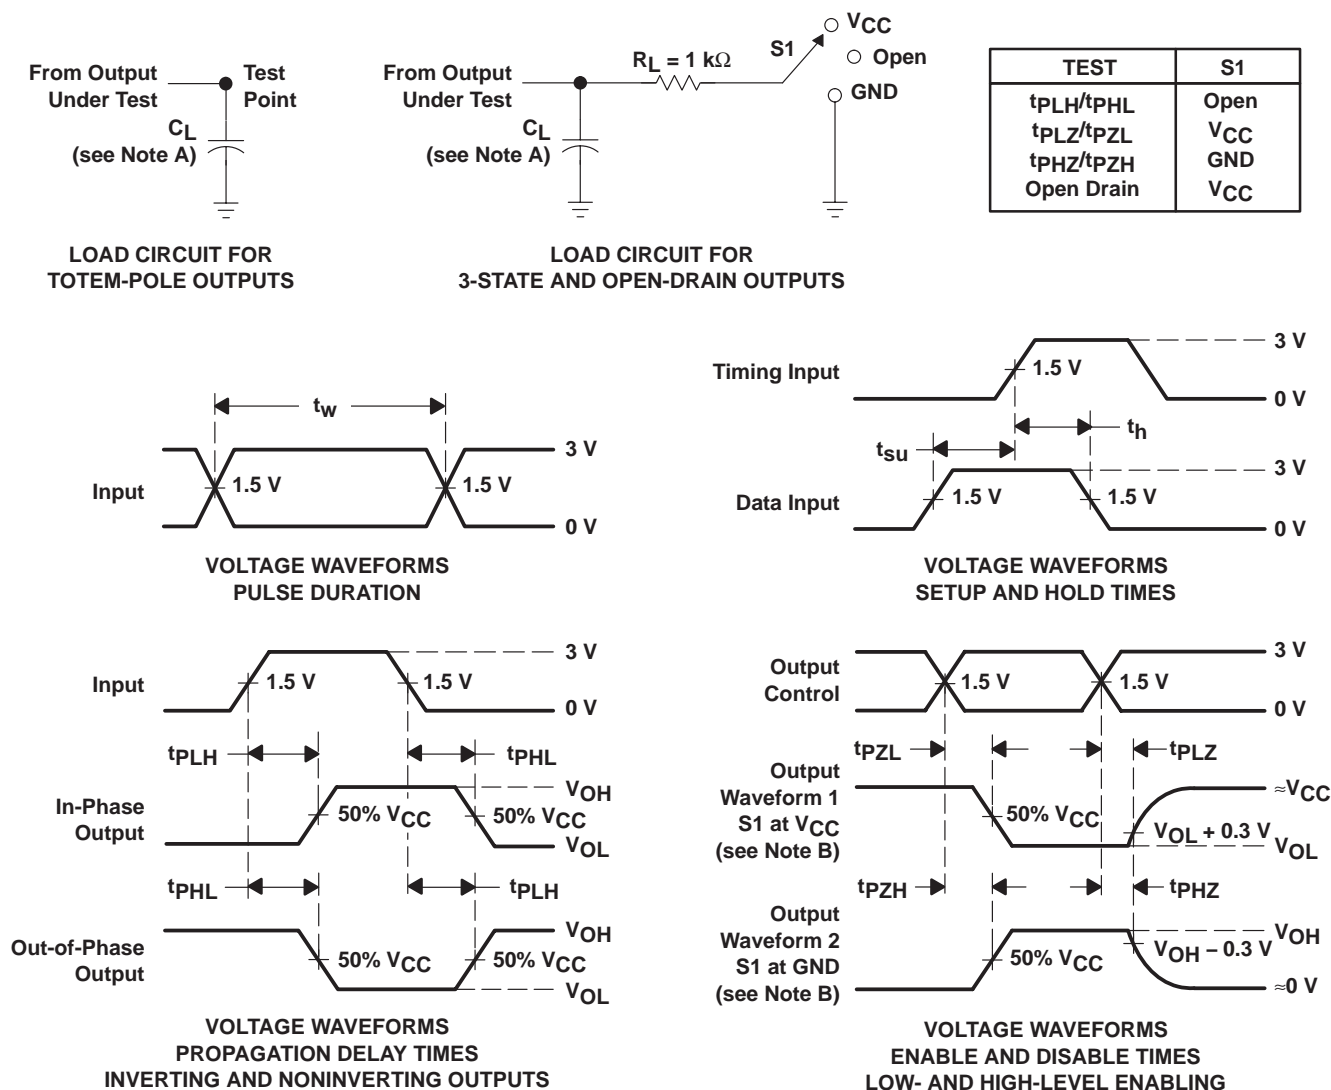 From Output
Under Test
Test
Point
CL
(see Note A)
LOAD CIRCUIT FOR
TOTEM-POLE OUTPUTS
From Output
Under Test
CL
(see Note A)
RL = 1 kΩ
S1
VCC
Open
GND
LOAD CIRCUIT FOR
3-STATE AND OPEN-DRAIN OUTPUTS
TEST S1
tPLH/tPHL Open
tPLZ/tPZL VCC
tPHZ/tPZH GND
Open Drain VCC
tw
Input
1.5 V
1.5 V
3 V
0 V
VOLTAGE WAVEFORMS
PULSE DURATION
Timing Input
1.5 V
3 V
0 V
th
tsu
Data Input
1.5 V
1.5 V
3 V
0 V
VOLTAGE WAVEFORMS
SETUP AND HOLD TIMES
Input
1.5 V
1.5 V
3 V
0 V
tPLH
tPHL
In-Phase
Output
50% VCC
50% VCC
VOH
VOL
tPHL
tPLH
Out-of-Phase
Output
50% VCC
50% VCC
VOH
VOL
VOLTAGE WAVEFORMS
PROPAGATION DELAY TIMES
INVERTING AND NONINVERTING OUTPUTS
Output
Control
1.5 V
1.5 V
3 V
0 V
tPZL
tPLZ
Output
Waveform 1
S1 at VCC
(see Note B)
50% VCC
VOL + 0.3 V
≈VCC
VOL
tPZH
tPHZ
Output
Waveform 2
S1 at GND
(see Note B)
50% VCC
VOH − 0.3 V
VOH
≈0 V
VOLTAGE WAVEFORMS
ENABLE AND DISABLE TIMES
LOW- AND HIGH-LEVEL ENABLING